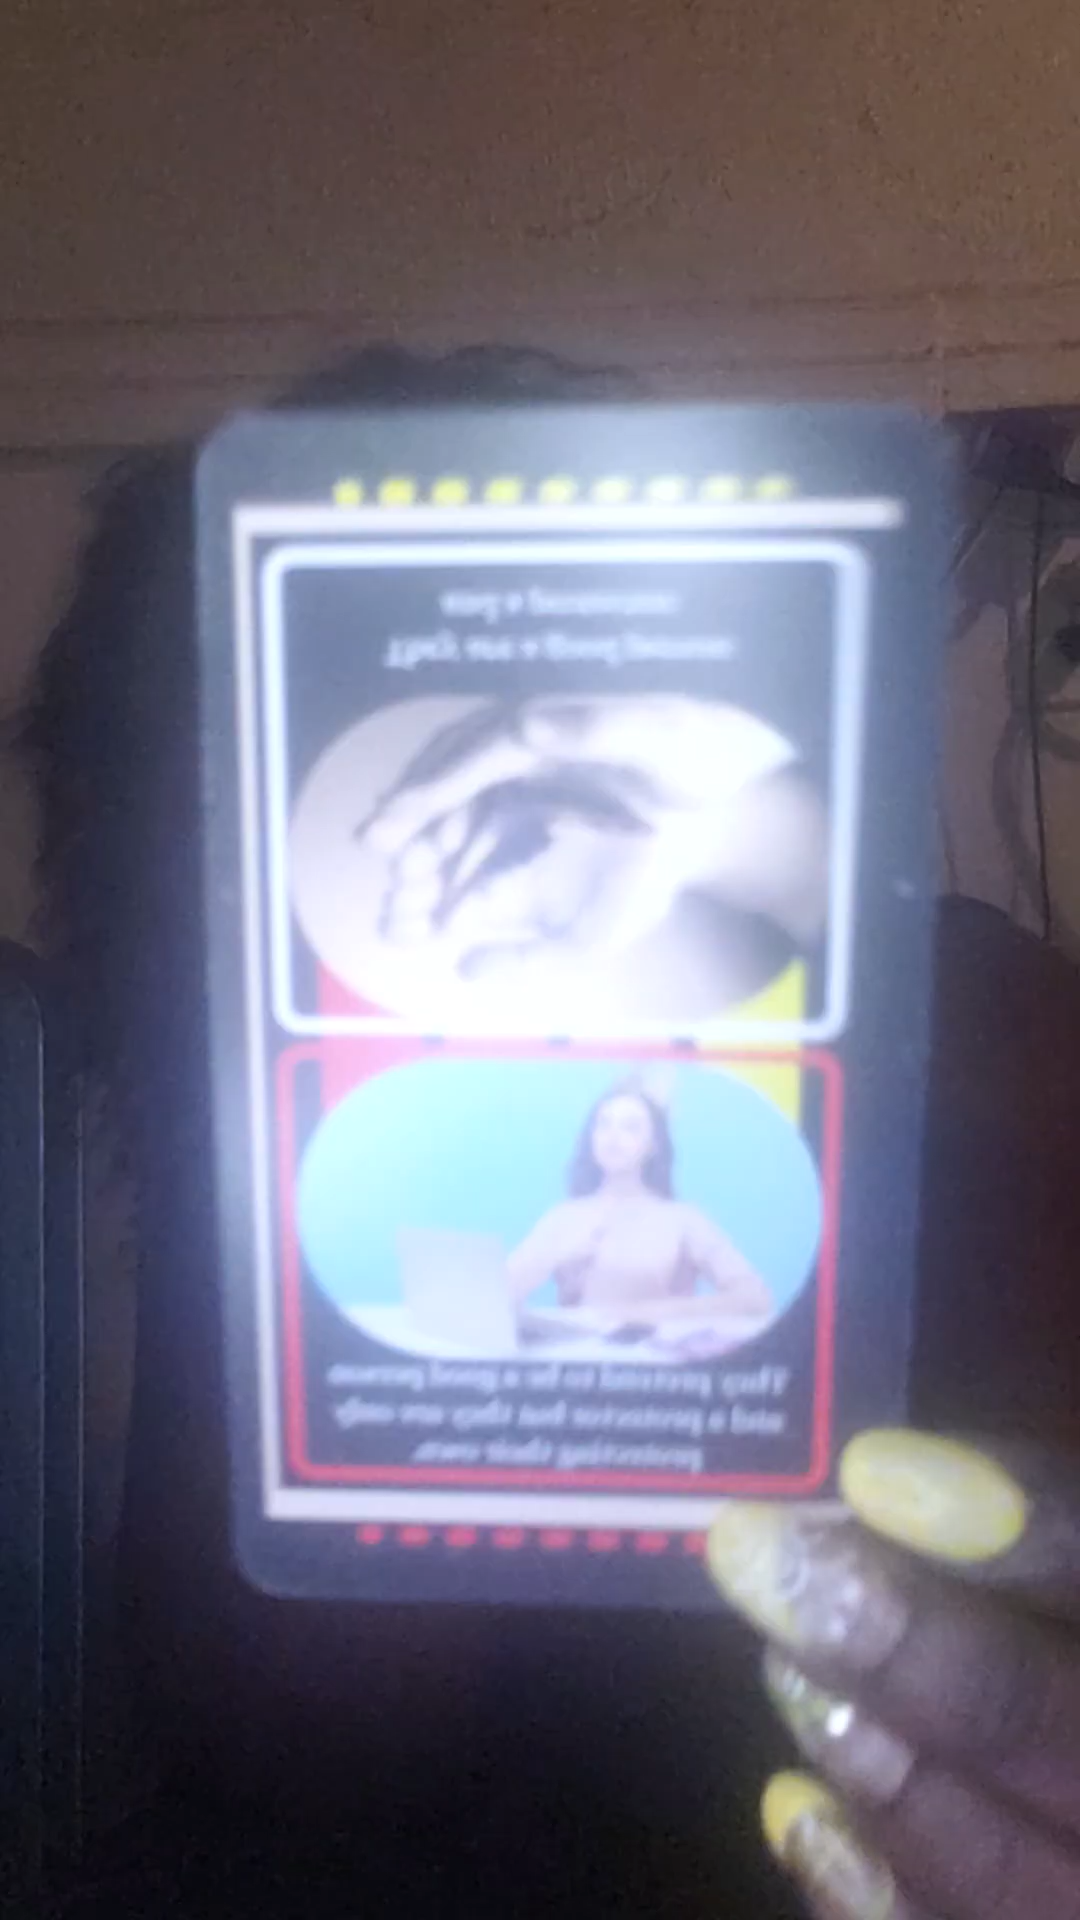 They are a good person
and a protector
They pretend to be a good person
and a protector but they are only
protecting their own.